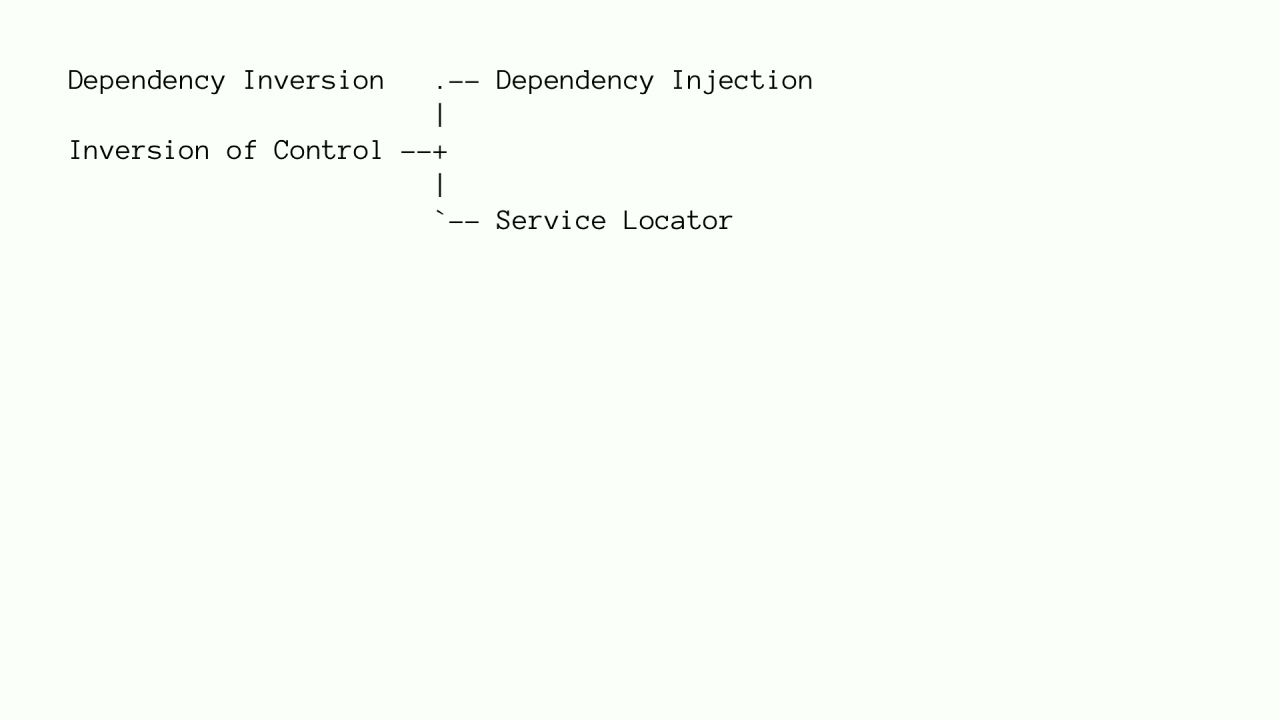 Dependency Inversion   .-- Dependency Injection
                       |
Inversion of Control --+
                       |
                       `-- Service Locator